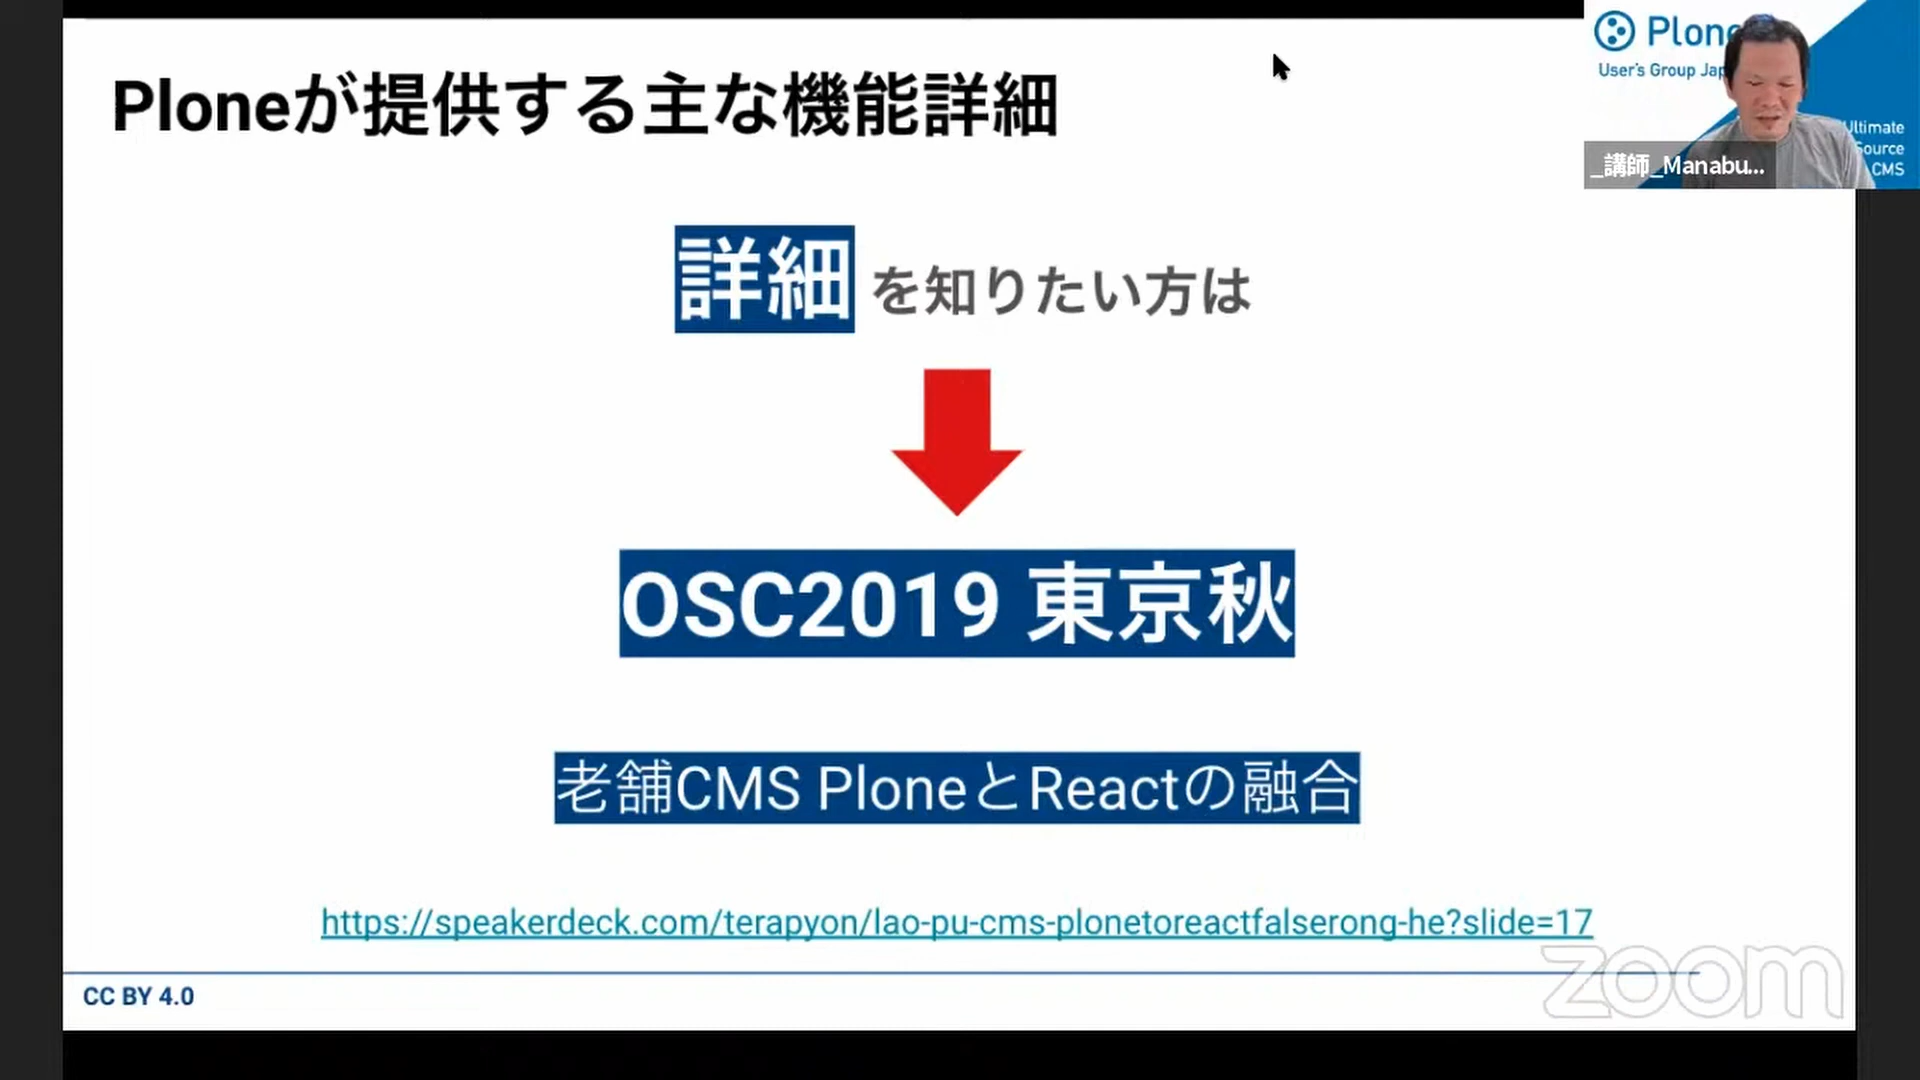 Ploneが提供する主な機能詳細
詳細 を知りたい方は
OSC2019 東京秋
老舗CMS PloneとReactの融合
https://speakerdeck.com/terapyon/lao-pu-cms-plonetoreactfalserong-he?slide=17
CC BY 4.0
zoom
Plone
User's Group Jap
Ultimate
Source
CMS
_講師_Manabu...